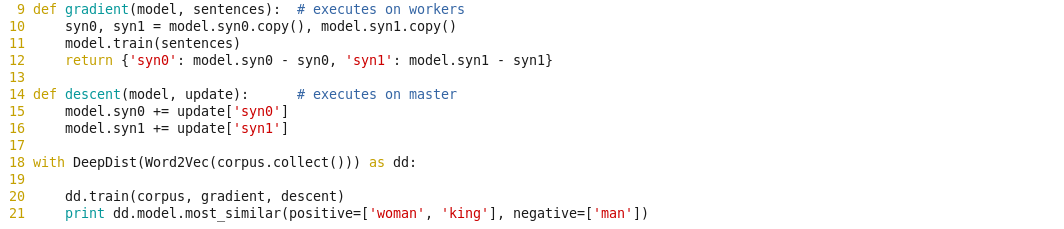 9 def gradient(model, sentences):  # executes on workers
10     syn0, syn1 = model.syn0.copy(), model.syn1.copy()
11     model.train(sentences)
12     return {'syn0': model.syn0 - syn0, 'syn1': model.syn1 - syn1}
13
14 def descent(model, update):      # executes on master
15     model.syn0 += update['syn0']
16     model.syn1 += update['syn1']
17
18 with DeepDist(Word2Vec(corpus.collect())) as dd:
19
20     dd.train(corpus, gradient, descent)
21     print dd.model.most_similar(positive=['woman', 'king'], negative=['man'])